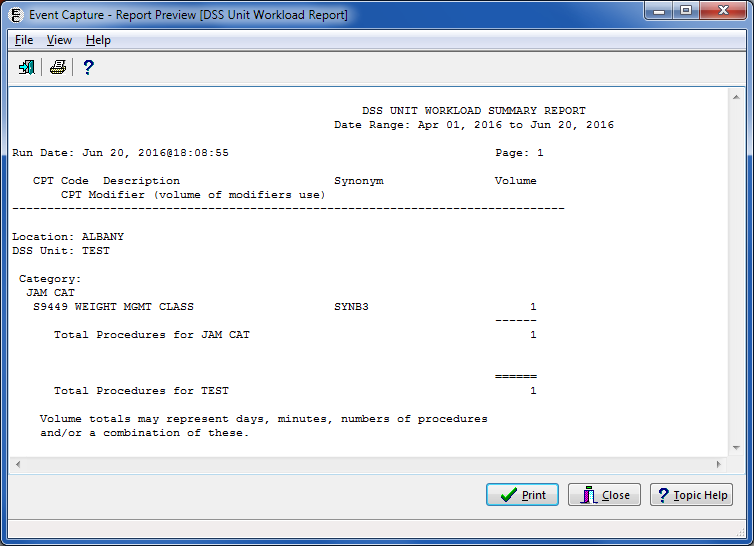 Event Capture - Report Preview [DSS Unit Workload Report]
File View Help
DSS UNIT WORKLOAD SUMMARY REPORT
Date Range: Apr 01, 2016 to Jun 20, 2016
Run Date: Jun 20, 2016@18:08:55 Page: 1
CPT Code Description Synonym Volume
CPT Modifier (volume of modifiers use)
-------------------------------------------------------------------------------
Location: ALBANY
DSS Unit: TEST
Category:
JAM CAT
S9449 WEIGHT MGMT CLASS SYNB3 1
------
Total Procedures for JAM CAT 1
======
Total Procedures for TEST 1
Volume totals may represent days, minutes, numbers of procedures
and/or a combination of these.
Print Close Topic Help